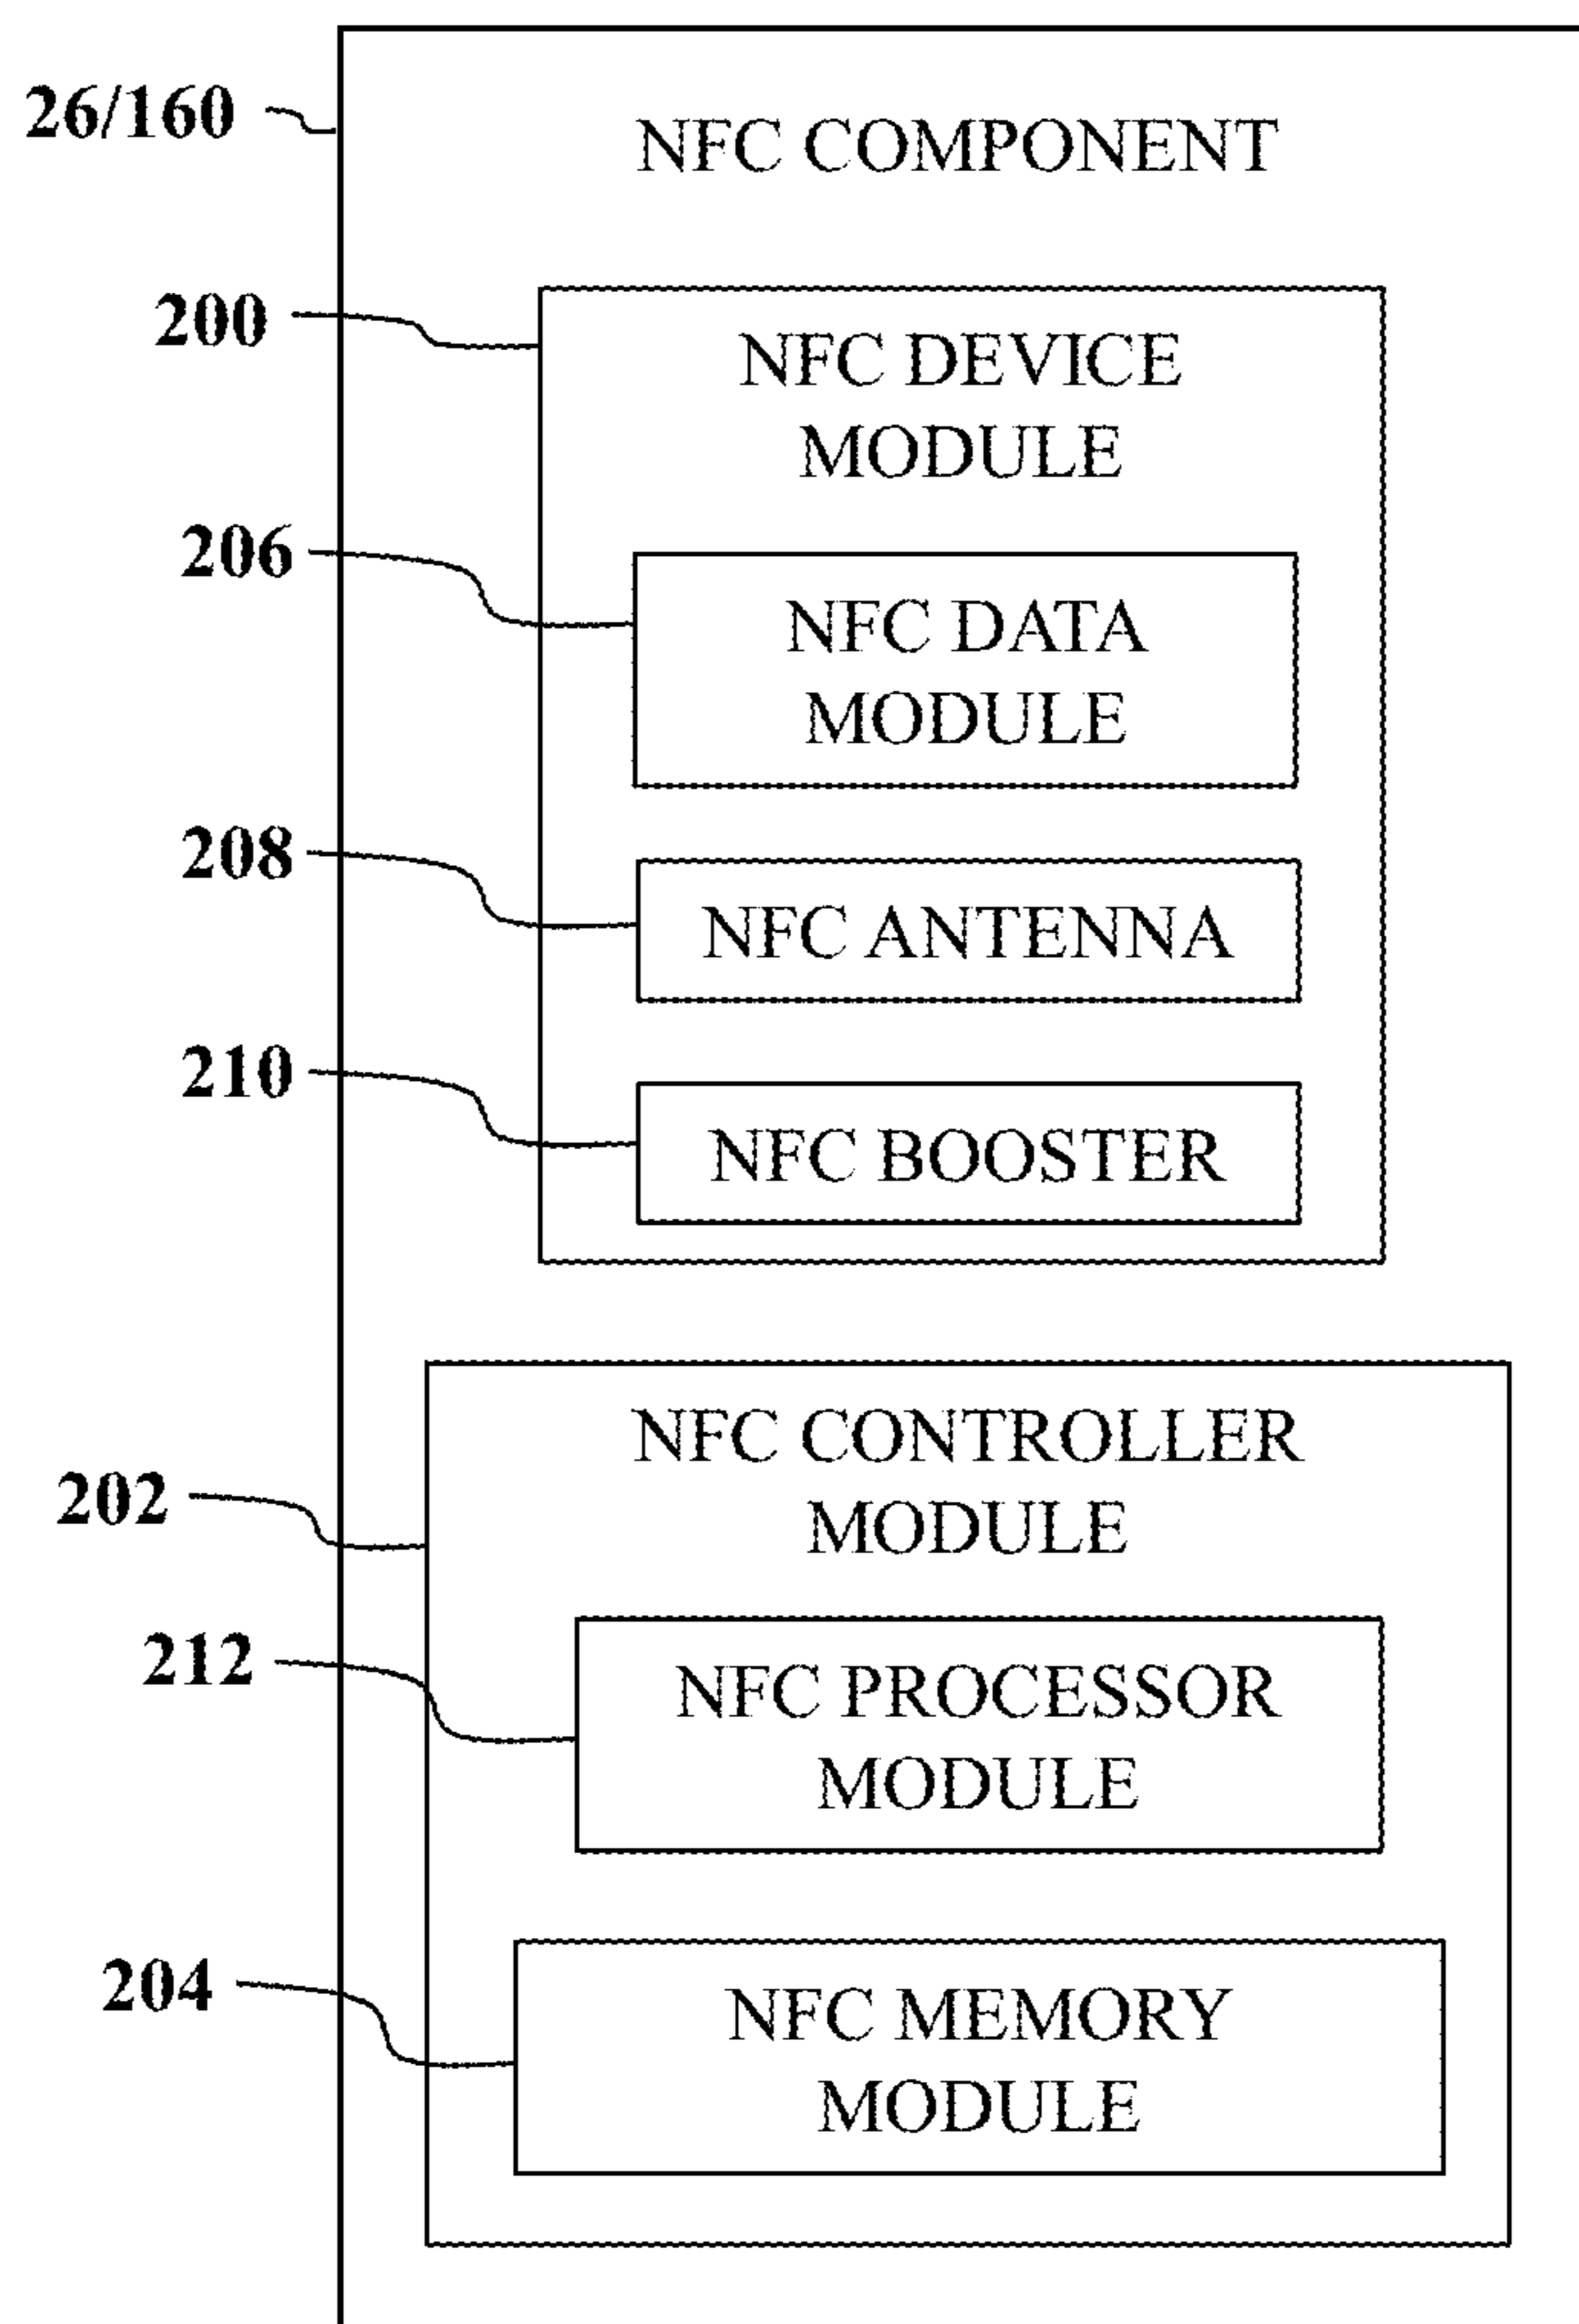 26/160
NFC COMPONENT
200
NFC DEVICE
MODULE
206
NFC DATA
MODULE
208
NFC ANTENNA
210
NFC BOOSTER
202
NFC CONTROLLER
MODULE
212
NFC PROCESSOR
MODULE
204
NFC MEMORY
MODULE